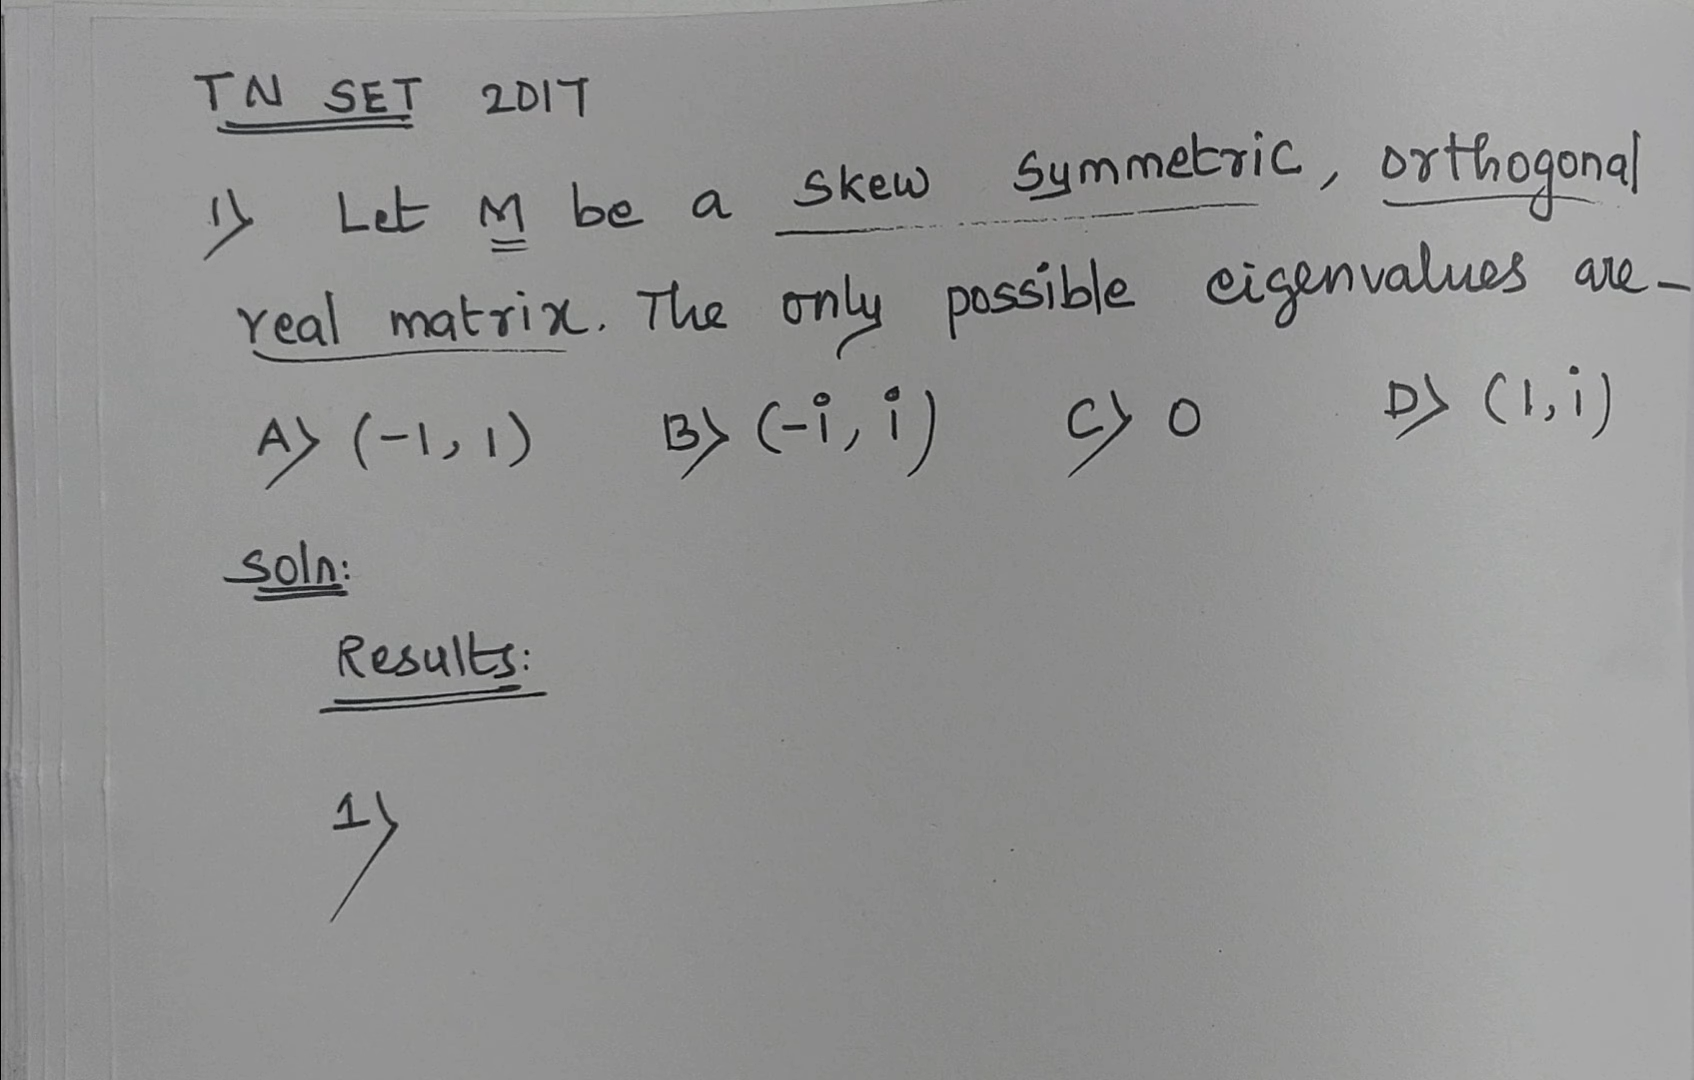 TN SET 2017
1) Let M be a skew symmetric, orthogonal
real matrix. The only possible eigenvalues are -
A) (-1, 1) B) (-i, i) C) 0 D) (1, i)
Soln:
Results:
1)